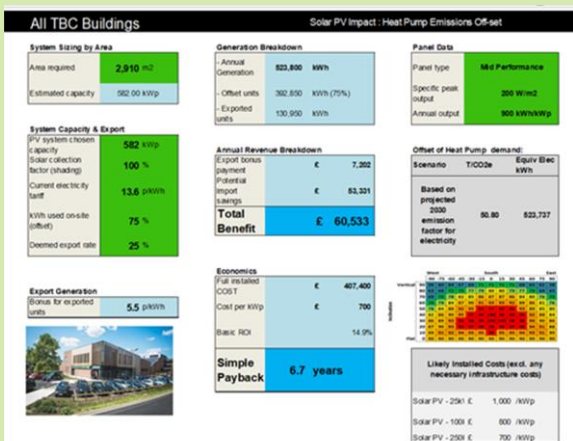 All TBC Buildings
Solar PV Impact : Heat Pump Emissions Off-set
System Sizing by Area
Area required 2,910 m2
Estimated capacity 582.00 kWp
System Capacity & Export
PV system chosen capacity 582 kWp
Solar collection factor (shading) 100 %
Current electricity tariff 13.6 p/kWh
kWh used on-site (offset) 75 %
Deemed export rate 25 %
Export Generation
Bonus for exported units 5.5 p/kWh
Generation Breakdown
- Annual Generation 523,800 kWh
- Offset units 392,850 kWh (75%)
- Exported units 130,950 kWh
Annual Revenue Breakdown
Export bonus payment £ 7,202
Potential Import savings £ 53,331
Total Benefit £ 60,533
Economics
Full installed COST £ 407,400
Cost per kWp £ 700
Basic ROI 14.9%
Simple Payback 6.7 years
Panel Data
Panel type Mid Performance
Specific peak output 200 W/m2
Annual output 900 kWh/kWp
Offset of Heat Pump demand:
Scenario T/CO2e Equiv Elec kWh
Based on projected 2030 emission factor for electricity 50.80 523,737
West South East
Vertical
Flat
Likely Installed Costs (excl. any
necessary infrastructure costs)
Solar PV - £ 1,000 /kWp
Solar PV - £ 800 /kWp
Solar PV - £ 700 /kWp